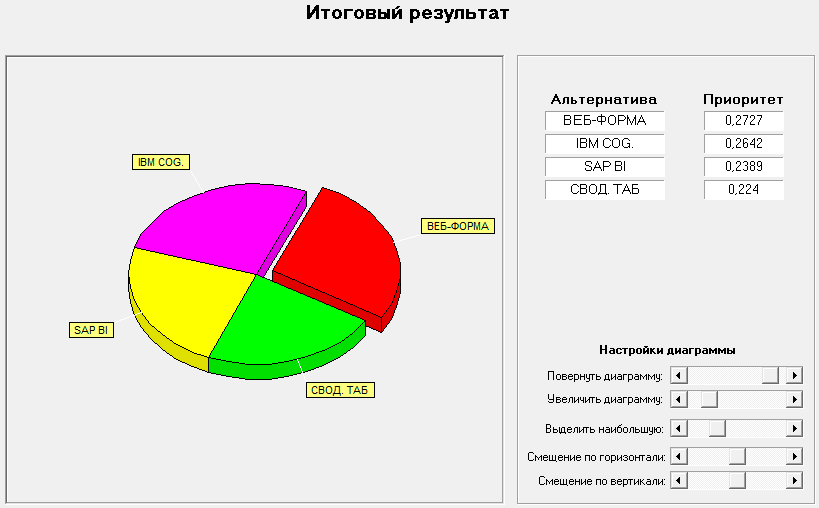 Итоговый результат
IBM COG.
ВЕБ-ФОРМА
SAP BI
СВОД. ТАБ
Альтернатива Приоритет
ВЕБ-ФОРМА 0,2727
IBM COG. 0,2642
SAP BI 0,2389
СВОД. ТАБ 0,224
Настройки диаграммы
Повернуть диаграмму:
Увеличить диаграмму:
Выделить наибольшую:
Смещение по горизонтали:
Смещение по вертикали: